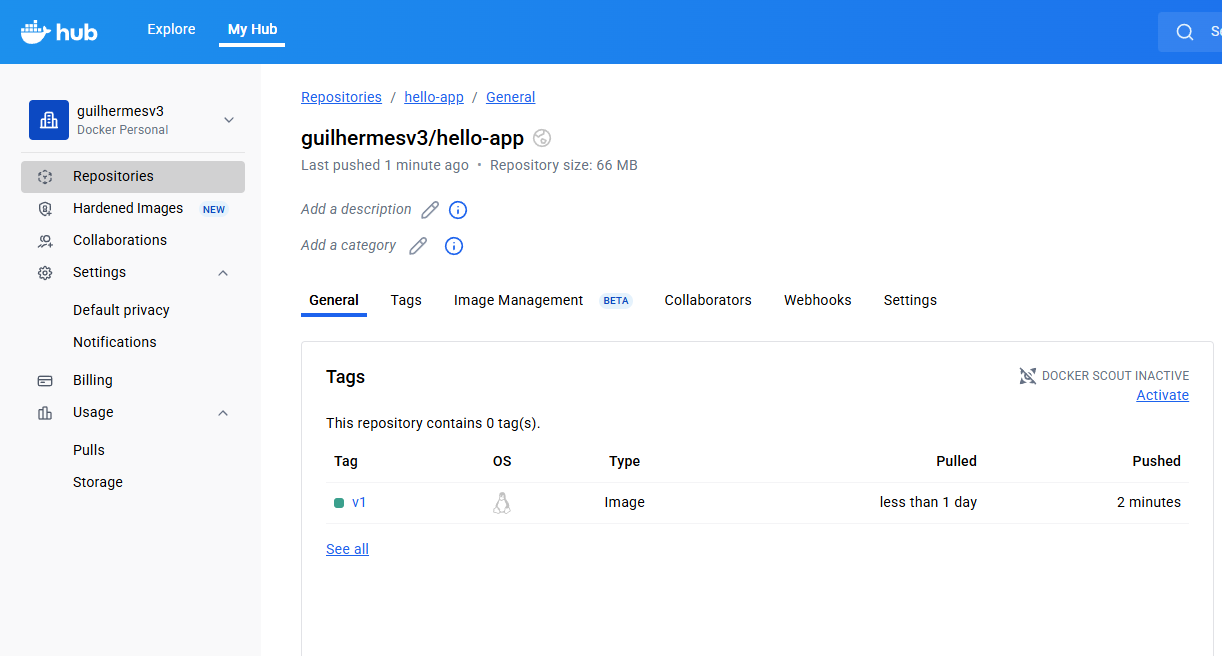 hub
Explore
My Hub
guilhermesv3
Docker Personal
Repositories
Hardened Images NEW
Collaborations
Settings
Default privacy
Notifications
Billing
Usage
Pulls
Storage
Repositories / hello-app / General
guilhermesv3/hello-app
Last pushed 1 minute ago • Repository size: 66 MB
Add a description
Add a category
General Tags Image Management BETA Collaborators Webhooks Settings
Tags
DOCKER SCOUT INACTIVE
Activate
This repository contains 0 tag(s).
Tag OS Type Pulled Pushed
v1 Image less than 1 day 2 minutes
See all